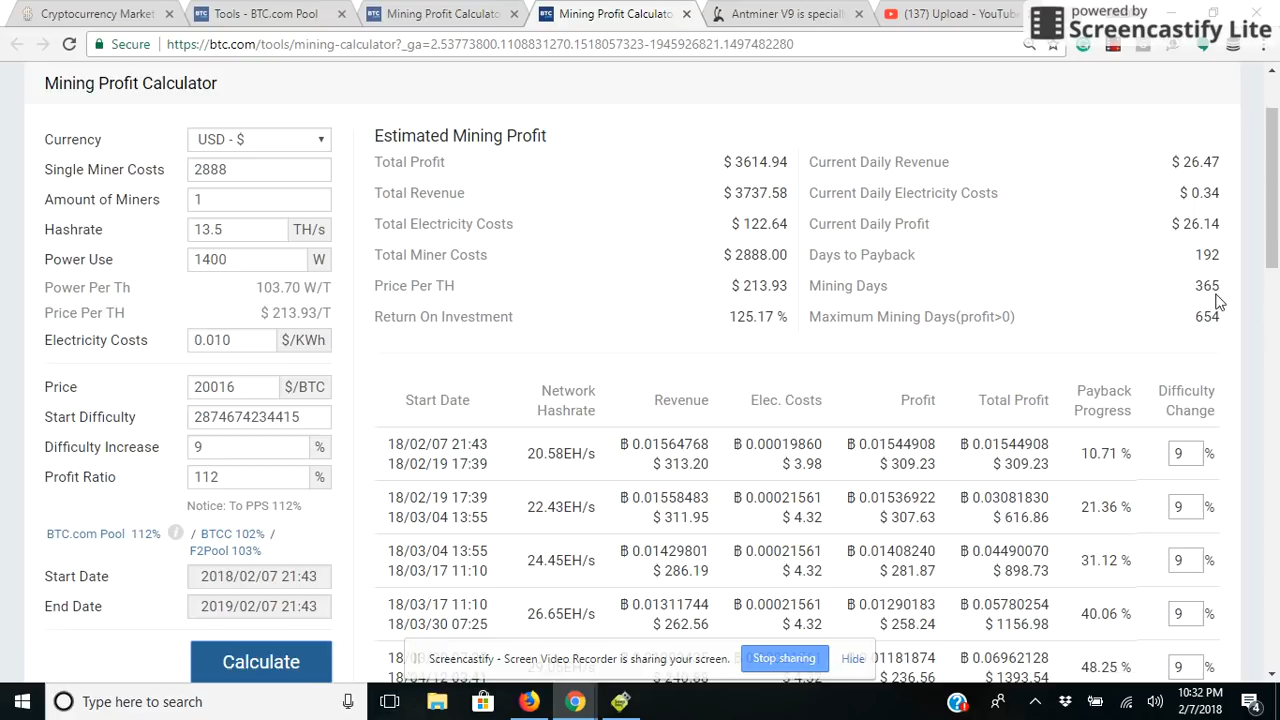 Cryptocurrency Market
Tools - BTC.com Pool
Mining Profit Calculato
Mining Profit Calculato
Antminer V9 is speciall
(137) Upload - YouTube
powered by
Screencastify Lite
Secure
https://btc.com/tools/mining-calculator?_ga=2.53773800.1108591270.1518057323-1945926821.1497482280
Mining Profit Calculator
Currency USD - $
Single Miner Costs 2888
Amount of Miners 1
Hashrate 13.5 TH/s
Power Use 1400 W
Power Per Th 103.70 W/T
Price Per TH $ 213.93/T
Electricity Costs 0.010 $/KWh
Price 20016 $/BTC
Start Difficulty 2874674234415
Difficulty Increase 9 %
Profit Ratio 112 %
Notice: To PPS 112%
BTC.com Pool 112% i / BTCC 102% /
F2Pool 103%
Start Date 2018/02/07 21:43
End Date 2019/02/07 21:43
Calculate
Estimated Mining Profit
Total Profit $ 3614.94
Total Revenue $ 3737.58
Total Electricity Costs $ 122.64
Total Miner Costs $ 2888.00
Price Per TH $ 213.93
Return On Investment 125.17 %
Current Daily Revenue $ 26.47
Current Daily Electricity Costs $ 0.34
Current Daily Profit $ 26.14
Days to Payback 192
Mining Days 365
Maximum Mining Days(profit>0) 654
Start Date Network Hashrate Revenue Elec. Costs Profit Total Profit Payback Progress Difficulty Change
18/02/07 21:43 ฿ 0.01564768 ฿ 0.00019860 ฿ 0.01544908 ฿ 0.01544908
20.58EH/s 10.71 % 9 %
18/02/19 17:39 $ 313.20 $ 3.98 $ 309.23 $ 309.23
18/02/19 17:39 ฿ 0.01558483 ฿ 0.00021561 ฿ 0.01536922 ฿ 0.03081830
22.43EH/s 21.36 % 9 %
18/03/04 13:55 $ 311.95 $ 4.32 $ 307.63 $ 616.86
18/03/04 13:55 ฿ 0.01429801 ฿ 0.00021561 ฿ 0.01408240 ฿ 0.04490070
24.45EH/s 31.12 % 9 %
18/03/17 11:10 $ 286.19 $ 4.32 $ 281.87 $ 898.73
18/03/17 11:10 ฿ 0.01311744 ฿ 0.00021561 ฿ 0.01290183 ฿ 0.05780254
26.65EH/s 40.06 % 9 %
18/03/30 07:25 $ 262.56 $ 4.32 $ 258.24 $ 1156.98
01181874 ฿ 0.06962128
48.25 % 9 %
$ 236.56 $ 1393.54
Screencastify - Screen Video Recorder is sharing your screen. Stop sharing Hide
Type here to search
10:32 PM
2/7/2018
4